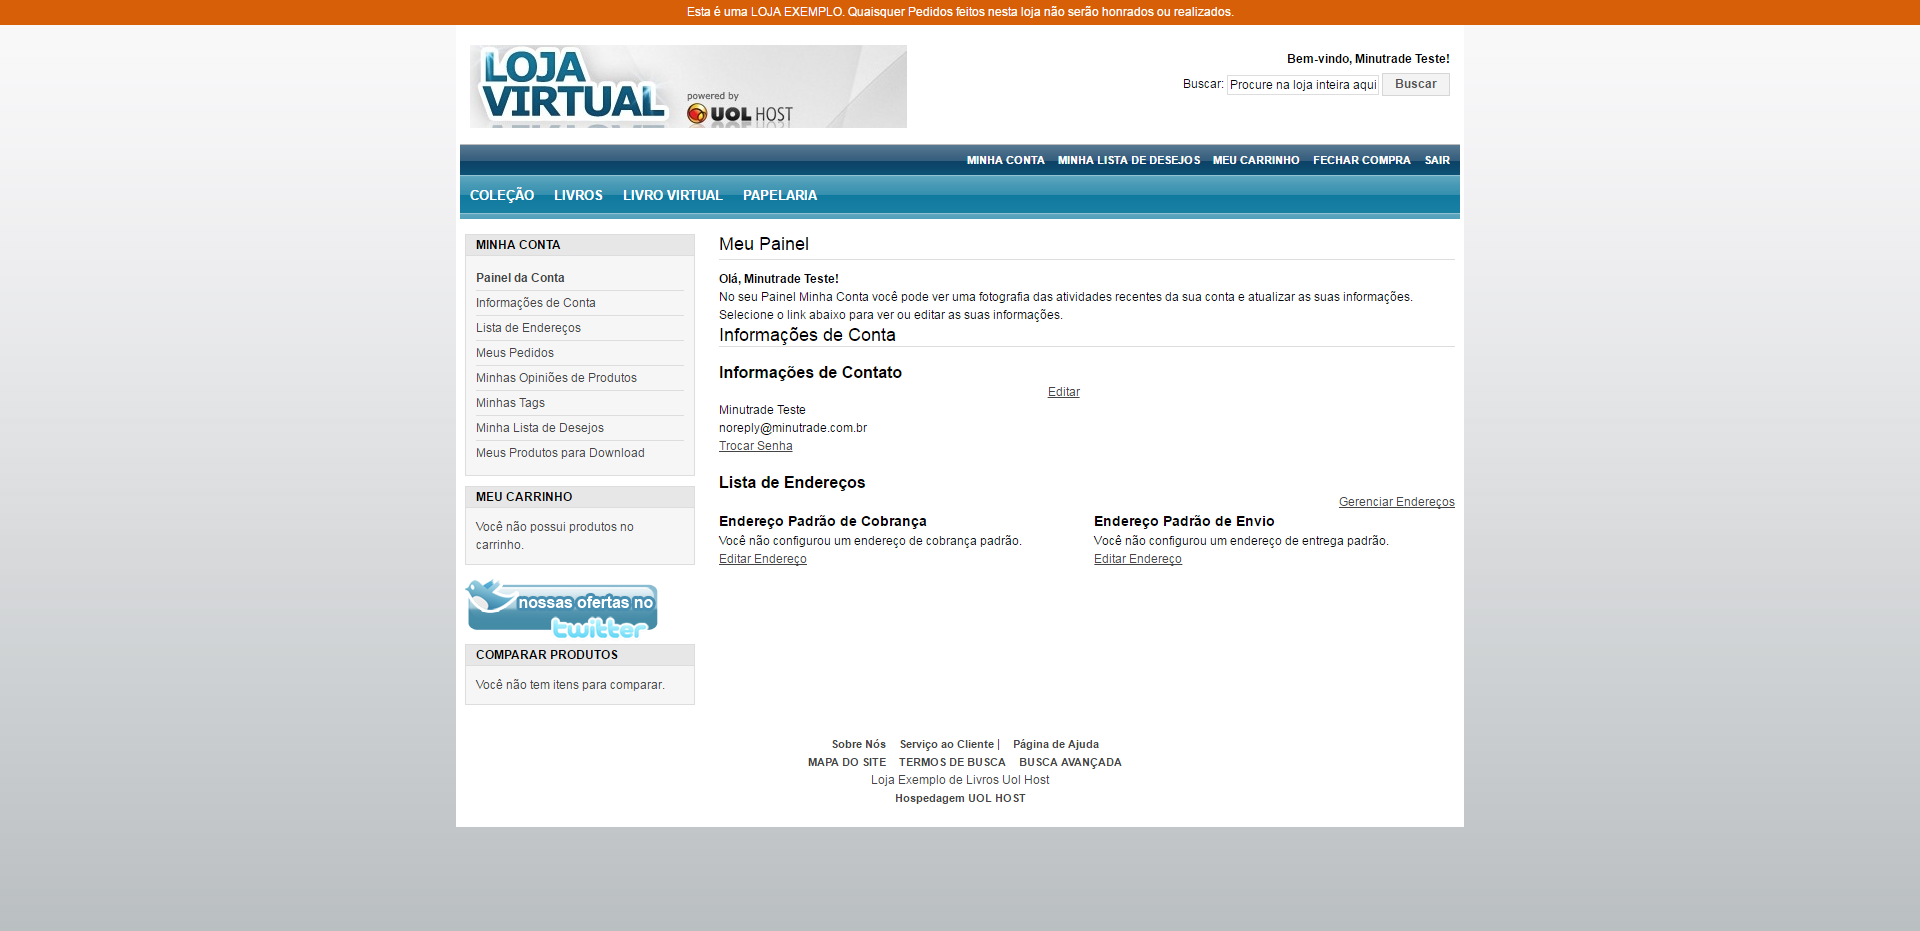 Esta é uma LOJA EXEMPLO. Quaisquer Pedidos feitos nesta loja não serão honrados ou realizados.
LOJA
VIRTUAL
powered by
UOL HOST
Bem-vindo, Minutrade Teste!
Buscar: Procure na loja inteira aqui Buscar
MINHA CONTA MINHA LISTA DE DESEJOS MEU CARRINHO FECHAR COMPRA SAIR
COLEÇÃO LIVROS LIVRO VIRTUAL PAPELARIA
MINHA CONTA
Painel da Conta
Informações de Conta
Lista de Endereços
Meus Pedidos
Minhas Opiniões de Produtos
Minhas Tags
Minha Lista de Desejos
Meus Produtos para Download
MEU CARRINHO
Você não possui produtos no
carrinho.
nossas ofertas no
twitter
COMPARAR PRODUTOS
Você não tem itens para comparar.
Meu Painel
Olá, Minutrade Teste!
No seu Painel Minha Conta você pode ver uma fotografia das atividades recentes da sua conta e atualizar as suas informações.
Selecione o link abaixo para ver ou editar as suas informações.
Informações de Conta
Informações de Contato
Editar
Minutrade Teste
noreply@minutrade.com.br
Trocar Senha
Lista de Endereços
Gerenciar Endereços
Endereço Padrão de Cobrança
Você não configurou um endereço de cobrança padrão.
Editar Endereço
Endereço Padrão de Envio
Você não configurou um endereço de entrega padrão.
Editar Endereço
Sobre Nós Serviço ao Cliente | Página de Ajuda
MAPA DO SITE TERMOS DE BUSCA BUSCA AVANÇADA
Loja Exemplo de Livros Uol Host
Hospedagem UOL HOST